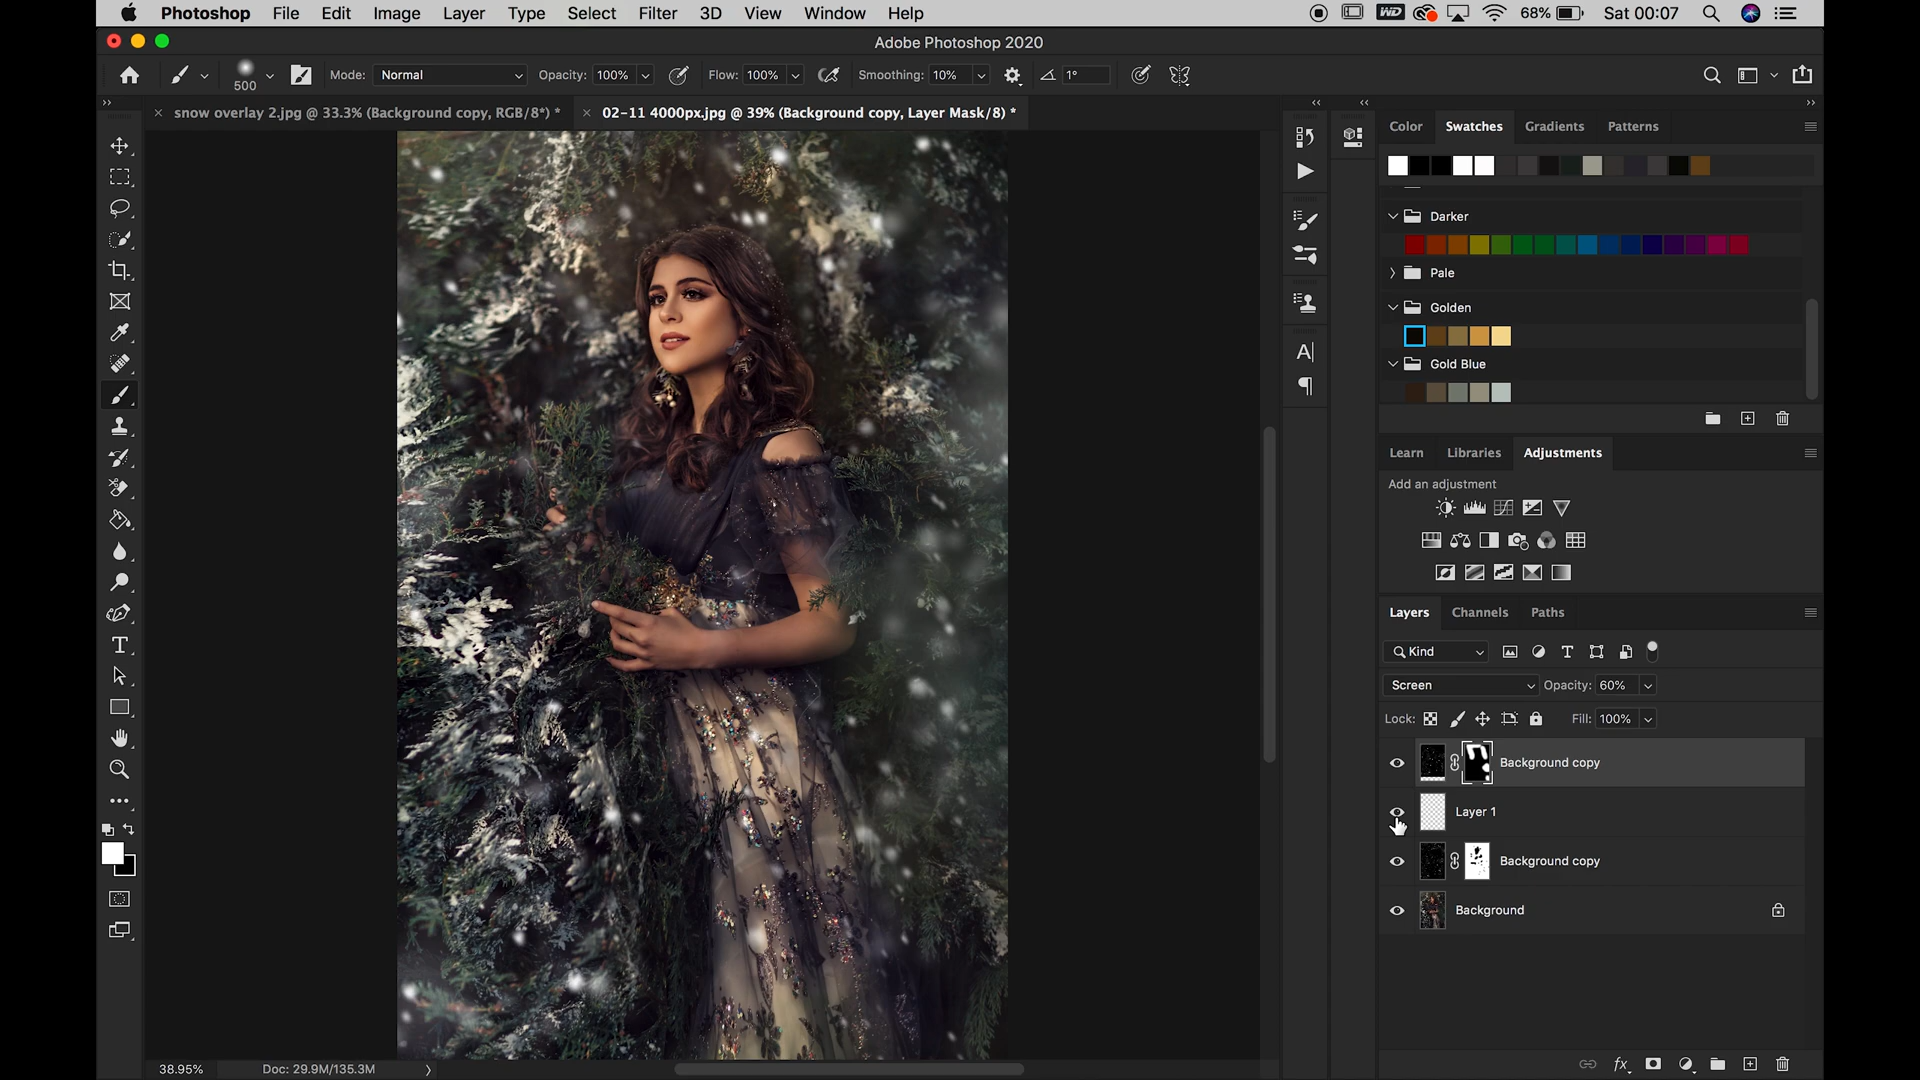 Photoshop File Edit Image Layer Type Select Filter 3D View Window Help WD 68% Sat 00:07
Adobe Photoshop 2020
500 Mode: Normal Opacity: 100% Flow: 100% Smoothing: 10% 1°
snow overlay 2.jpg @ 33.3% (Background copy, RGB/8*) * 02-11 4000px.jpg @ 39% (Background copy, Layer Mask/8) *
Color Swatches Gradients Patterns
Darker
Pale
Golden
Gold Blue
Learn Libraries Adjustments
Add an adjustment
Layers Channels Paths
Kind
Screen Opacity: 60%
Lock: Fill: 100%
Background copy
Layer 1
Background copy
Background
38.95% Doc: 29.9M/135.3M